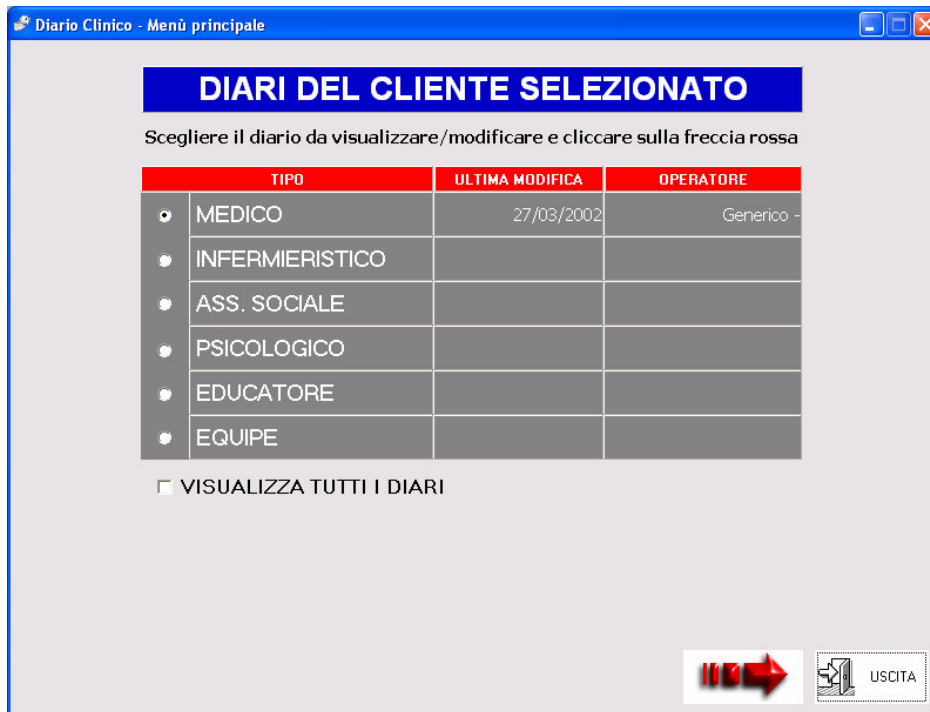 Diario Clinico - Menù principale
DIARI DEL CLIENTE SELEZIONATO
Scegliere il diario da visualizzare/modificare e cliccare sulla freccia rossa
TIPO ULTIMA MODIFICA OPERATORE
MEDICO 27/03/2002 Generico -
INFERMIERISTICO
ASS. SOCIALE
PSICOLOGICO
EDUCATORE
EQUIPE
VISUALIZZA TUTTI I DIARI
USCITA